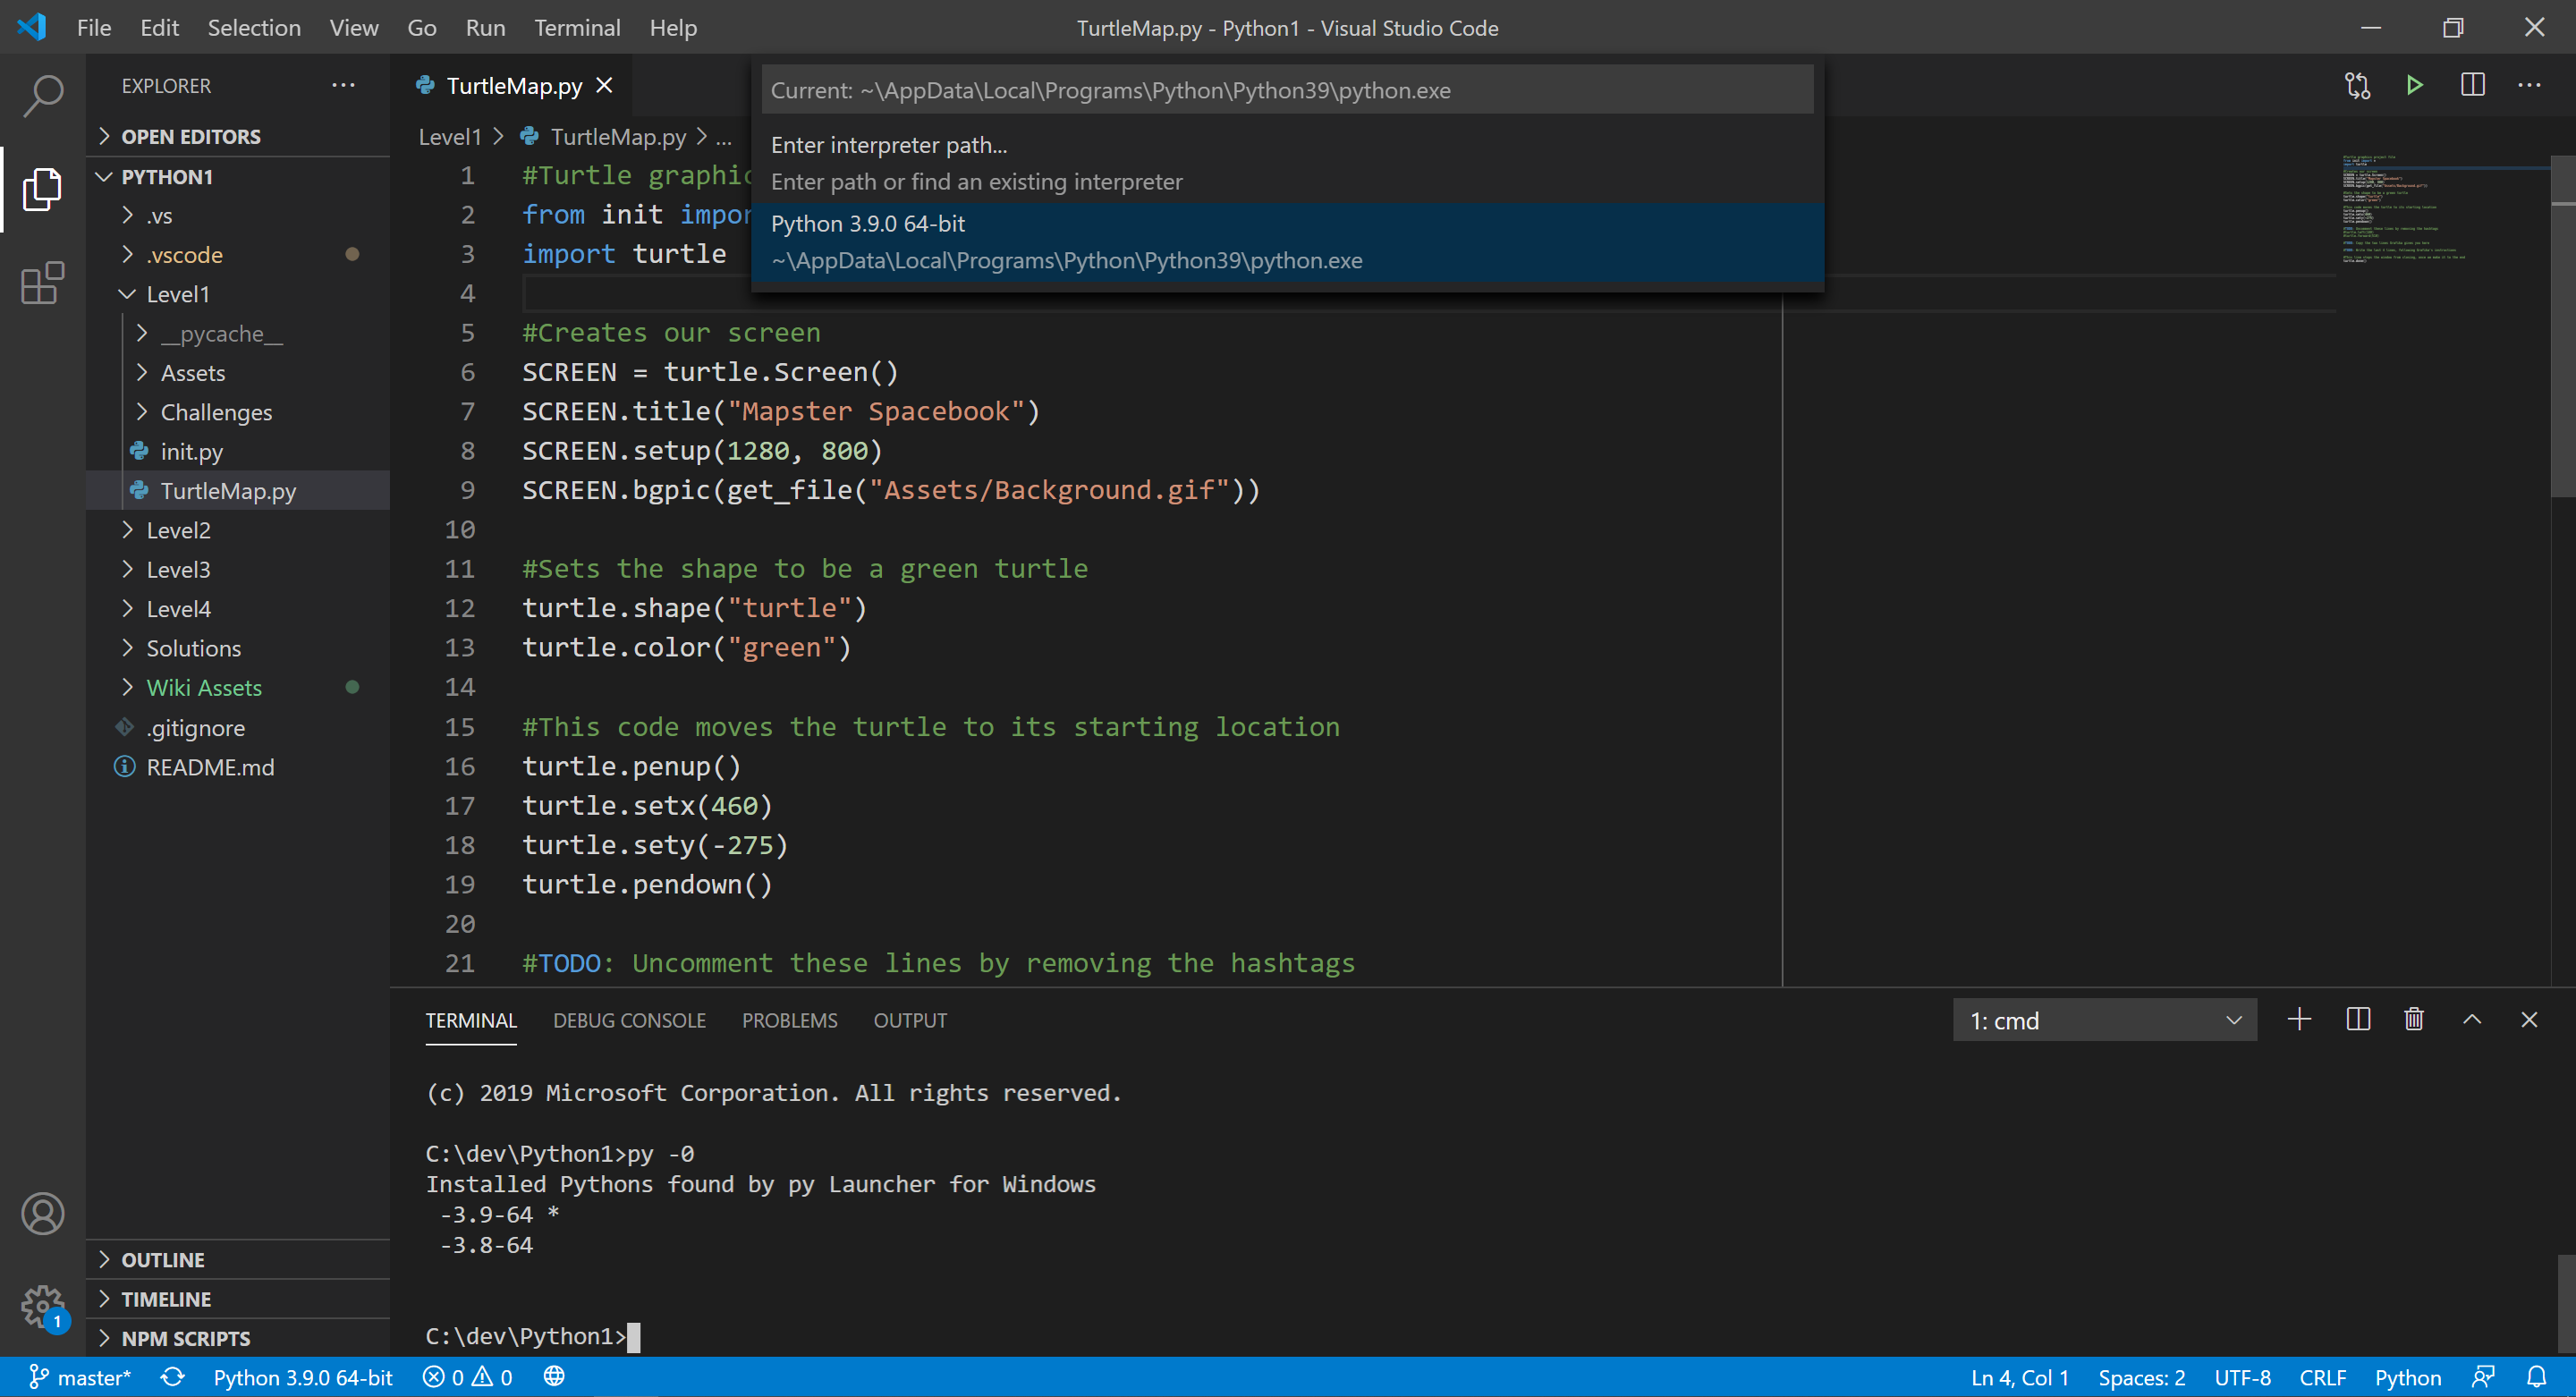 File Edit Selection View Go Run Terminal Help
TurtleMap.py - Python1 - Visual Studio Code
EXPLORER
OPEN EDITORS
PYTHON1
.vs
.vscode
Level1
__pycache__
Assets
Challenges
init.py
TurtleMap.py
Level2
Level3
Level4
Solutions
Wiki Assets
.gitignore
README.md
OUTLINE
TIMELINE
NPM SCRIPTS
1
TurtleMap.py
Current: ~\AppData\Local\Programs\Python\Python39\python.exe
Enter interpreter path...
Enter path or find an existing interpreter
Python 3.9.0 64-bit
~\AppData\Local\Programs\Python\Python39\python.exe
Level1 > TurtleMap.py > ...
1 #Turtle graphic
2 from init impor
3 import turtle
4
5 #Creates our screen
6 SCREEN = turtle.Screen()
7 SCREEN.title("Mapster Spacebook")
8 SCREEN.setup(1280, 800)
9 SCREEN.bgpic(get_file("Assets/Background.gif"))
10
11 #Sets the shape to be a green turtle
12 turtle.shape("turtle")
13 turtle.color("green")
14
15 #This code moves the turtle to its starting location
16 turtle.penup()
17 turtle.setx(460)
18 turtle.sety(-275)
19 turtle.pendown()
20
21 #TODO: Uncomment these lines by removing the hashtags
TERMINAL DEBUG CONSOLE PROBLEMS OUTPUT
1: cmd
(c) 2019 Microsoft Corporation. All rights reserved.
C:\dev\Python1>py -0
Installed Pythons found by py Launcher for Windows
-3.9-64 *
-3.8-64
C:\dev\Python1>
master* Python 3.9.0 64-bit 0 0
Ln 4, Col 1 Spaces: 2 UTF-8 CRLF Python